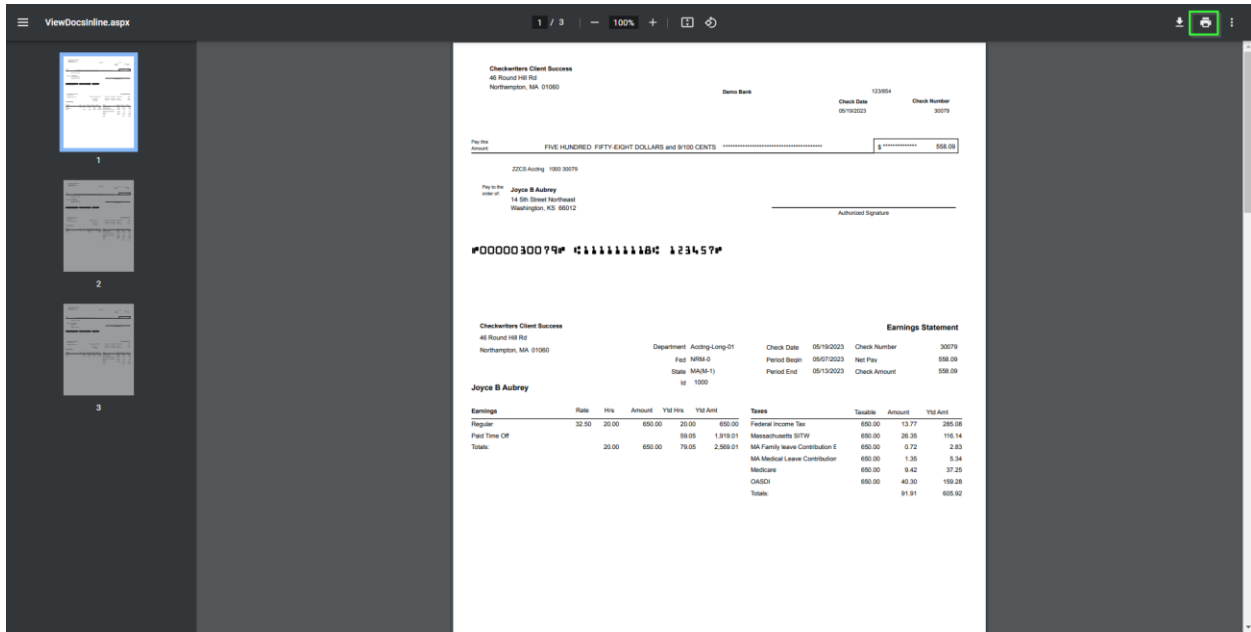 ViewDocsInline.aspx
1 / 3 | − 100% +
1
2
3
Checkwriters Client Success
46 Round Hill Rd
Northampton, MA 01060
Demo Bank 123/654
Check Date Check Number
05/19/2023 30079
Pay this
Amount: FIVE HUNDRED FIFTY-EIGHT DOLLARS and 9/100 CENTS $ 558.09
ZZCS Acctng 1000 30079
Pay to the
order of: Joyce B Aubrey
14 5th Street Northeast
Washington, KS 66012
Authorized Signature
⑈0000030079⑈ ⑆111111118⑆ 123457⑈
Checkwriters Client Success Earnings Statement
46 Round Hill Rd
Northampton, MA 01060
Department Acctng-Long-01 Check Date 05/19/2023 Check Number 30079
Fed NRM-0 Period Begin 05/07/2023 Net Pay 558.09
State MA(M-1) Period End 05/13/2023 Check Amount 558.09
Id 1000
Joyce B Aubrey
Earnings Rate Hrs Amount Ytd Hrs Ytd Amt Taxes Taxable Amount Ytd Amt
Regular 32.50 20.00 650.00 20.00 650.00 Federal Income Tax 650.00 13.77 285.08
Paid Time Off 59.05 1,919.01 Massachusetts SITW 650.00 26.35 116.14
Totals: 20.00 650.00 79.05 2,569.01 MA Family leave Contribution E 650.00 0.72 2.83
MA Medical Leave Contribution 650.00 1.35 5.34
Medicare 650.00 9.42 37.25
OASDI 650.00 40.30 159.28
Totals: 91.91 605.92